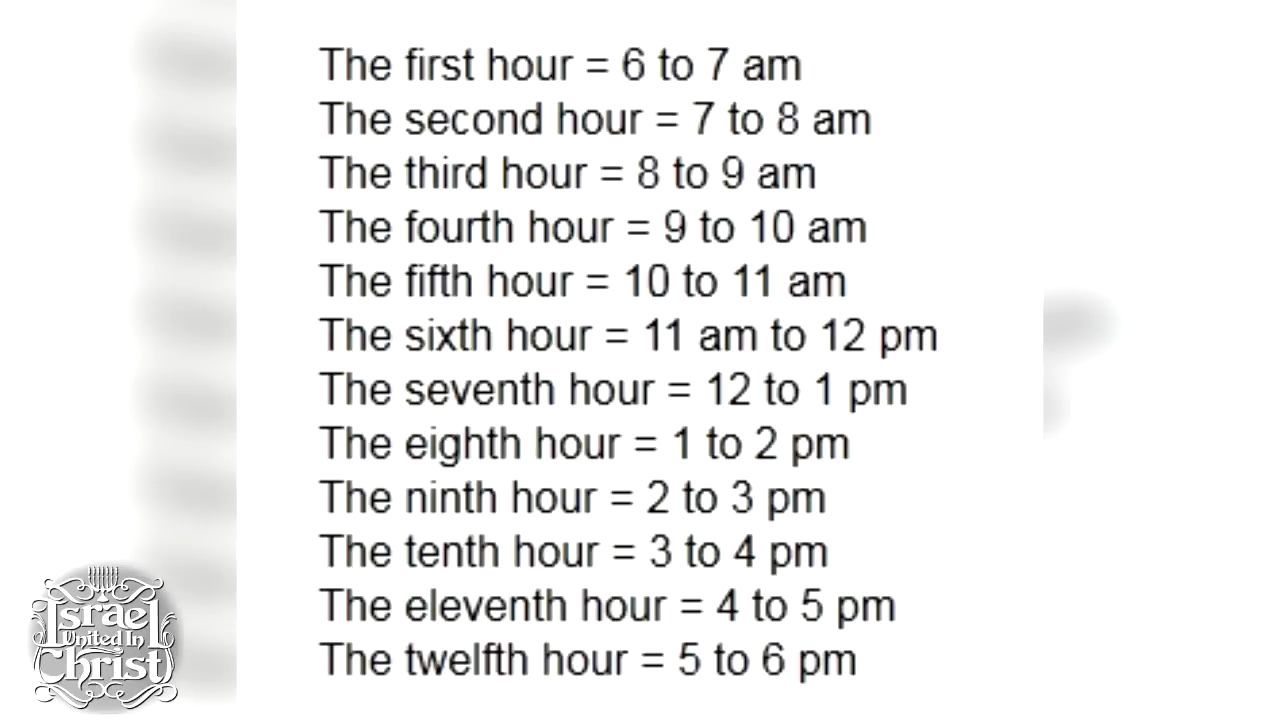 The first hour = 6 to 7 am
The second hour = 7 to 8 am
The third hour = 8 to 9 am
The fourth hour = 9 to 10 am
The fifth hour = 10 to 11 am
The sixth hour = 11 am to 12 pm
The seventh hour = 12 to 1 pm
The eighth hour = 1 to 2 pm
The ninth hour = 2 to 3 pm
The tenth hour = 3 to 4 pm
The eleventh hour = 4 to 5 pm
The twelfth hour = 5 to 6 pm
Israel
United In
Christ